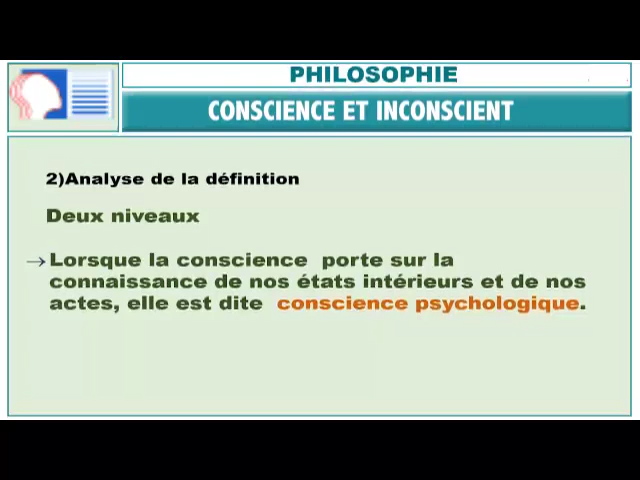 PHILOSOPHIE
CONSCIENCE ET INCONSCIENT
2)Analyse de la définition
Deux niveaux
→ Lorsque la conscience porte sur la
connaissance de nos états intérieurs et de nos
actes, elle est dite conscience psychologique.